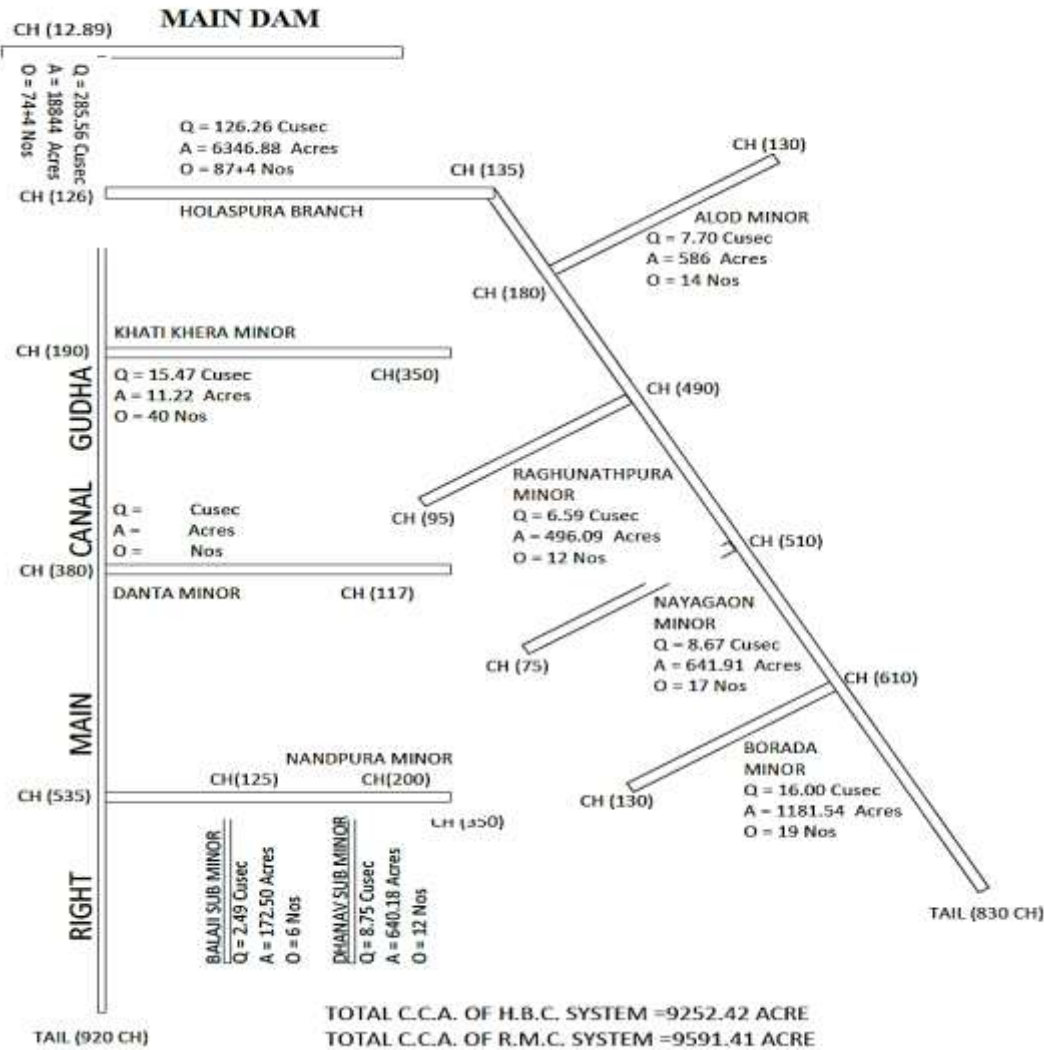 MAIN DAM
CH (12.89)
Q = 285.56 Cusec
A = 18844 Acres
O = 74+4 Nos
Q = 126.26 Cusec
A = 6346.88 Acres
O = 87+4 Nos
CH (126)
HOLASPURA BRANCH
CH (135)
CH (130)
ALOD MINOR
Q = 7.70 Cusec
A = 586 Acres
O = 14 Nos
CH (180)
KHATI KHERA MINOR
CH (190)
Q = 15.47 Cusec
A = 11.22 Acres
O = 40 Nos
CH(350)
CH (490)
RAGHUNATHPURA
MINOR
Q = 6.59 Cusec
A = 496.09 Acres
O = 12 Nos
CH (95)
Q = Cusec
A = Acres
O = Nos
CH (380)
DANTA MINOR
CH (117)
CH (510)
NAYAGAON
MINOR
Q = 8.67 Cusec
A = 641.91 Acres
O = 17 Nos
CH (75)
CH (610)
BORADA
MINOR
Q = 16.00 Cusec
A = 1181.54 Acres
O = 19 Nos
CH (130)
NANDPURA MINOR
CH(125)
CH(200)
CH (535)
CH (350)
BALAJI SUB MINOR
Q = 2.49 Cusec
A = 172.50 Acres
O = 6 Nos
DHANAV SUB MINOR
Q = 8.75 Cusec
A = 640.18 Acres
O = 12 Nos
RIGHT MAIN CANAL GUDHA
TAIL (830 CH)
TAIL (920 CH)
TOTAL C.C.A. OF H.B.C. SYSTEM =9252.42 ACRE
TOTAL C.C.A. OF R.M.C. SYSTEM =9591.41 ACRE